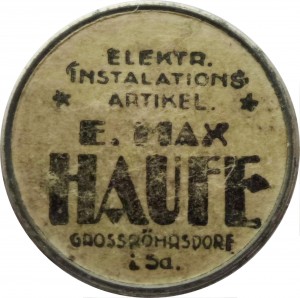 ELEKTR.
INSTALATIONS
ARTIKEL.
E. MAX
HAUFE
GROSSRÖHRSDORF
i. Sa.